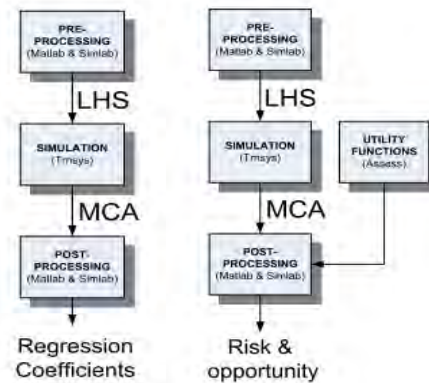 PRE-
PROCESSING
(Matlab & Simlab)
LHS
SIMULATION
(Trnsys)
MCA
POST-
PROCESSING
(Matlab & Simlab)
Regression
Coefficients
PRE-
PROCESSING
(Matlab & Simlab)
LHS
SIMULATION
(Trnsys)
UTILITY
FUNCTIONS
(Assess)
MCA
POST-
PROCESSING
(Matlab & Simlab)
Risk &
opportunity